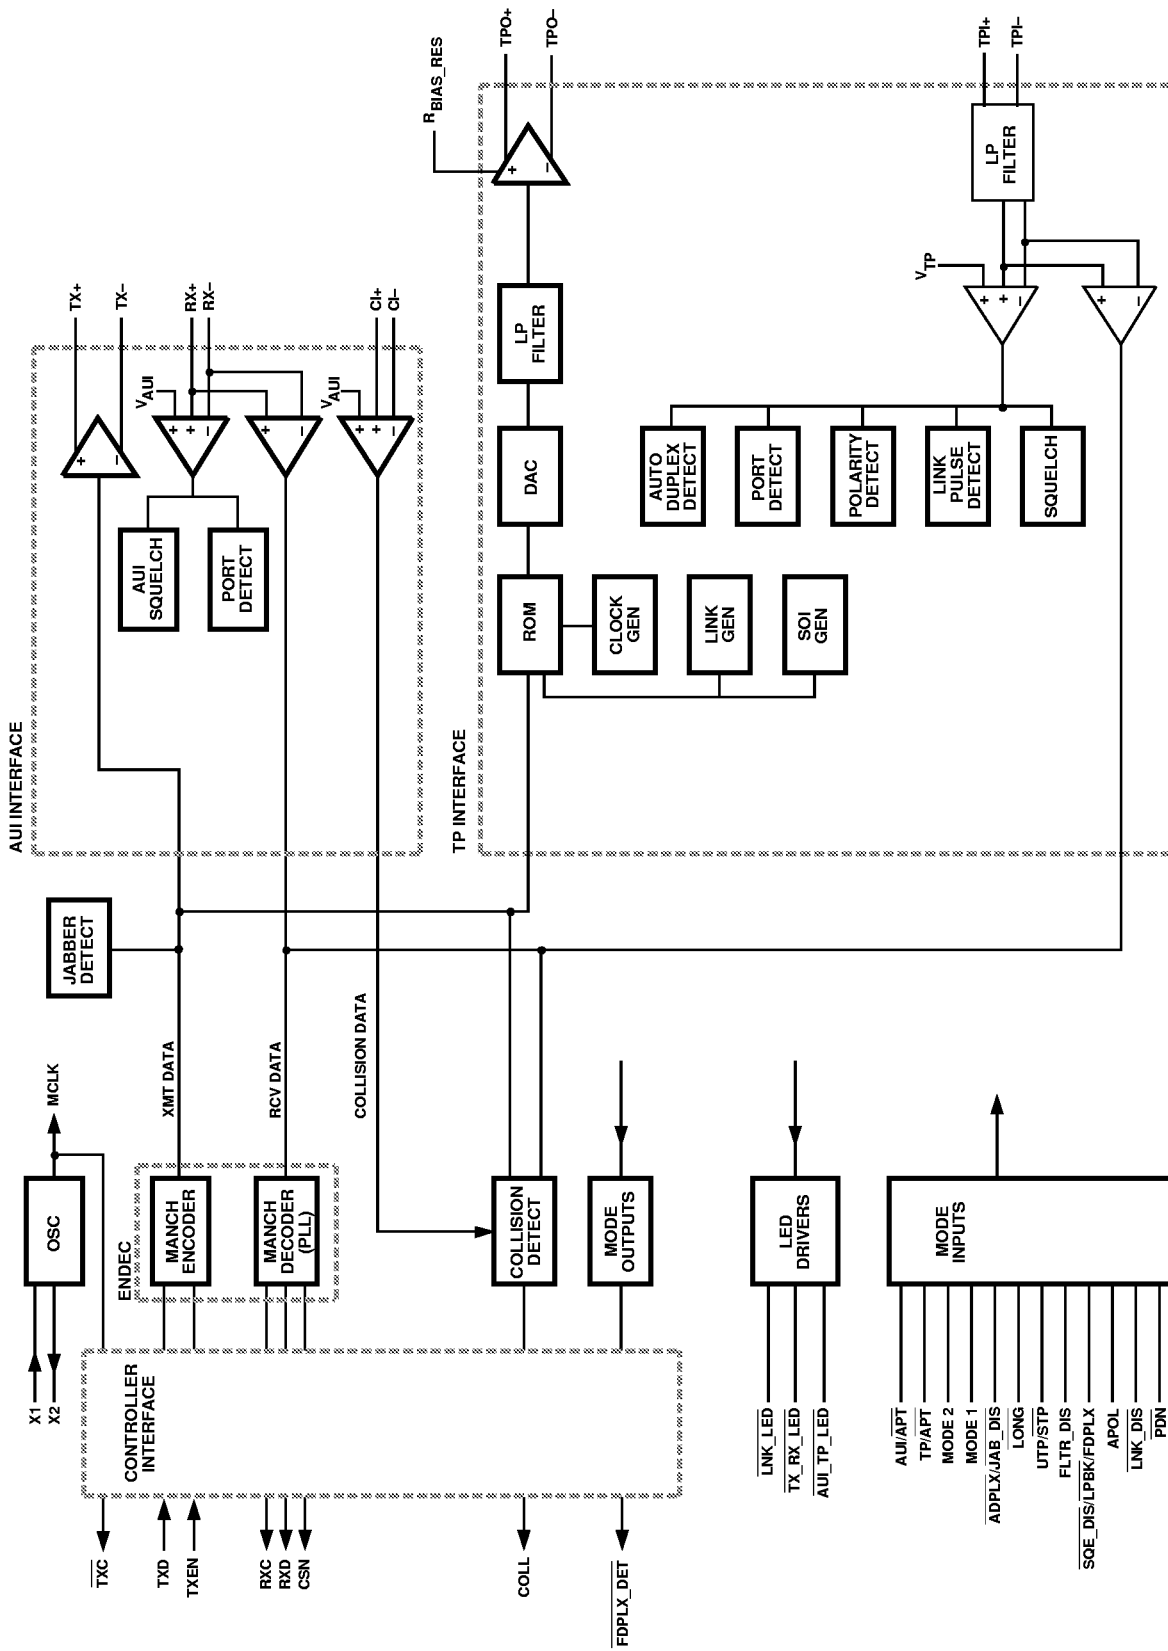 AUI INTERFACE
X1
X2
OSC
MCLK
JABBER
DETECT
TX+
TX–
TXC
CONTROLLER
INTERFACE
ENDEC
TXD
TXEN
MANCH
ENCODER
XMT DATA
AUI
SQUELCH
+
–
VAUI
+
+
–
RX+
RX–
PORT
DETECT
RXC
RXD
CSN
MANCH
DECODER
(PLL)
RCV DATA
+
–
COLLISION DATA
VAUI
+
+
–
CI+
CI–
TP INTERFACE
RBIAS_RES
COLL
COLLISION
DETECT
ROM
DAC
LP
FILTER
+
–
TPO+
TPO–
FDPLX_DET
MODE
OUTPUTS
CLOCK
GEN
AUTO
DUPLEX
DETECT
LINK
GEN
PORT
DETECT
LNK_LED
TX_RX_LED
AUI_TP_LED
LED
DRIVERS
SOI
GEN
POLARITY
DETECT
AUI/APT
TP/APT
MODE 2
MODE 1
ADPLX/JAB_DIS
LONG
UTP/STP
FLTR_DIS
SQE_DIS/LPBK/FDPLX
APOL
LNK_DIS
PDN
MODE
INPUTS
LINK
PULSE
DETECT
SQUELCH
VTP
+
+
–
+
–
LP
FILTER
TPI+
TPI–